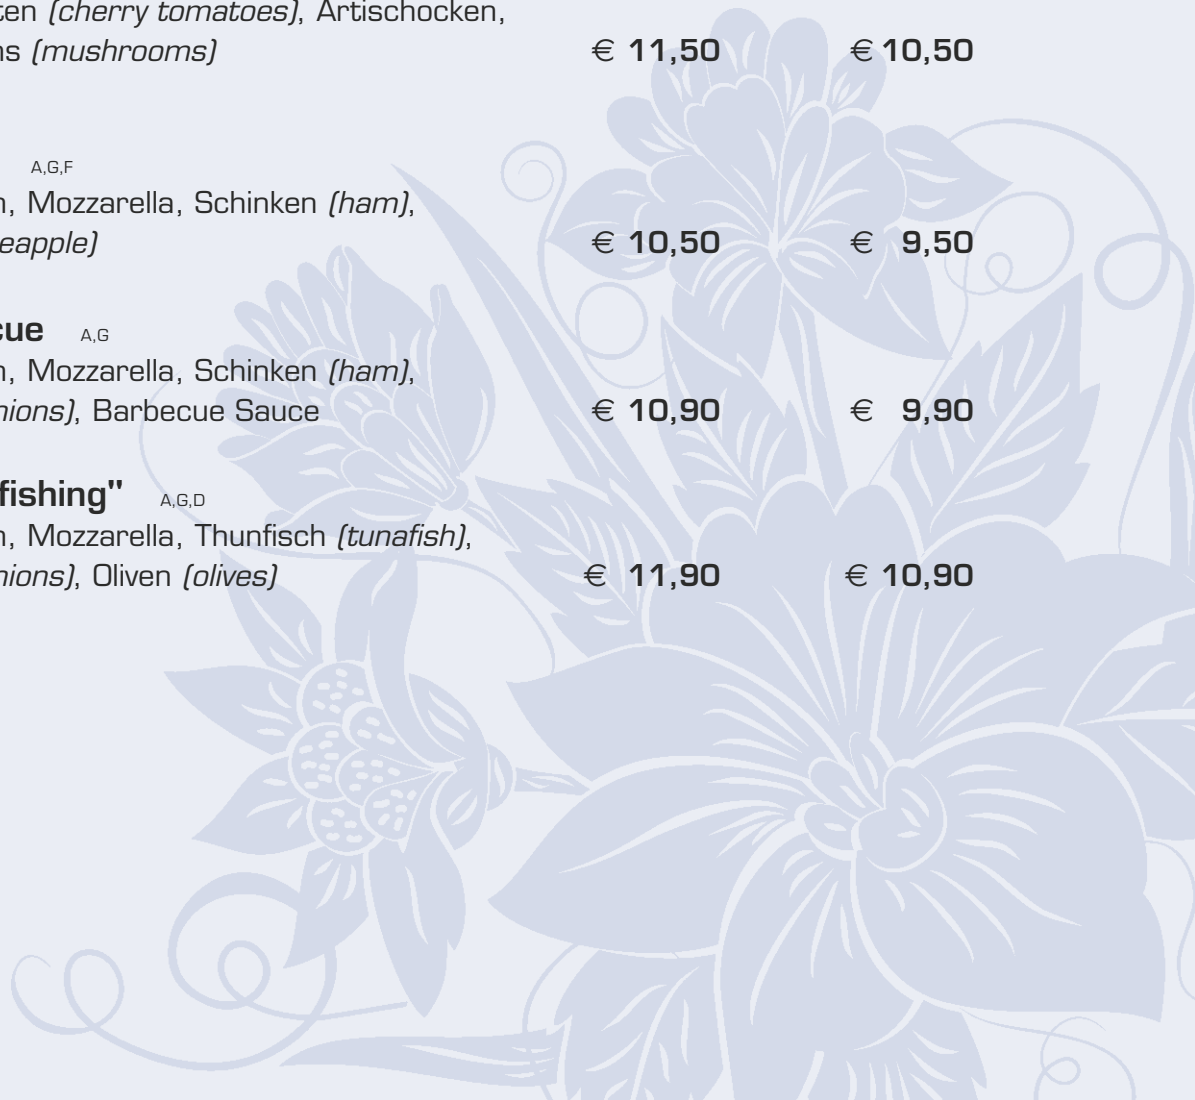 ten (cherry tomatoes), Artischocken,
ns (mushrooms) € 11,50 € 10,50
A,G,F
n, Mozzarella, Schinken (ham),
eapple) € 10,50 € 9,50
cue A,G
n, Mozzarella, Schinken (ham),
nions), Barbecue Sauce € 10,90 € 9,90
fishing" A,G,D
n, Mozzarella, Thunfisch (tunafish),
nions), Oliven (olives) € 11,90 € 10,90